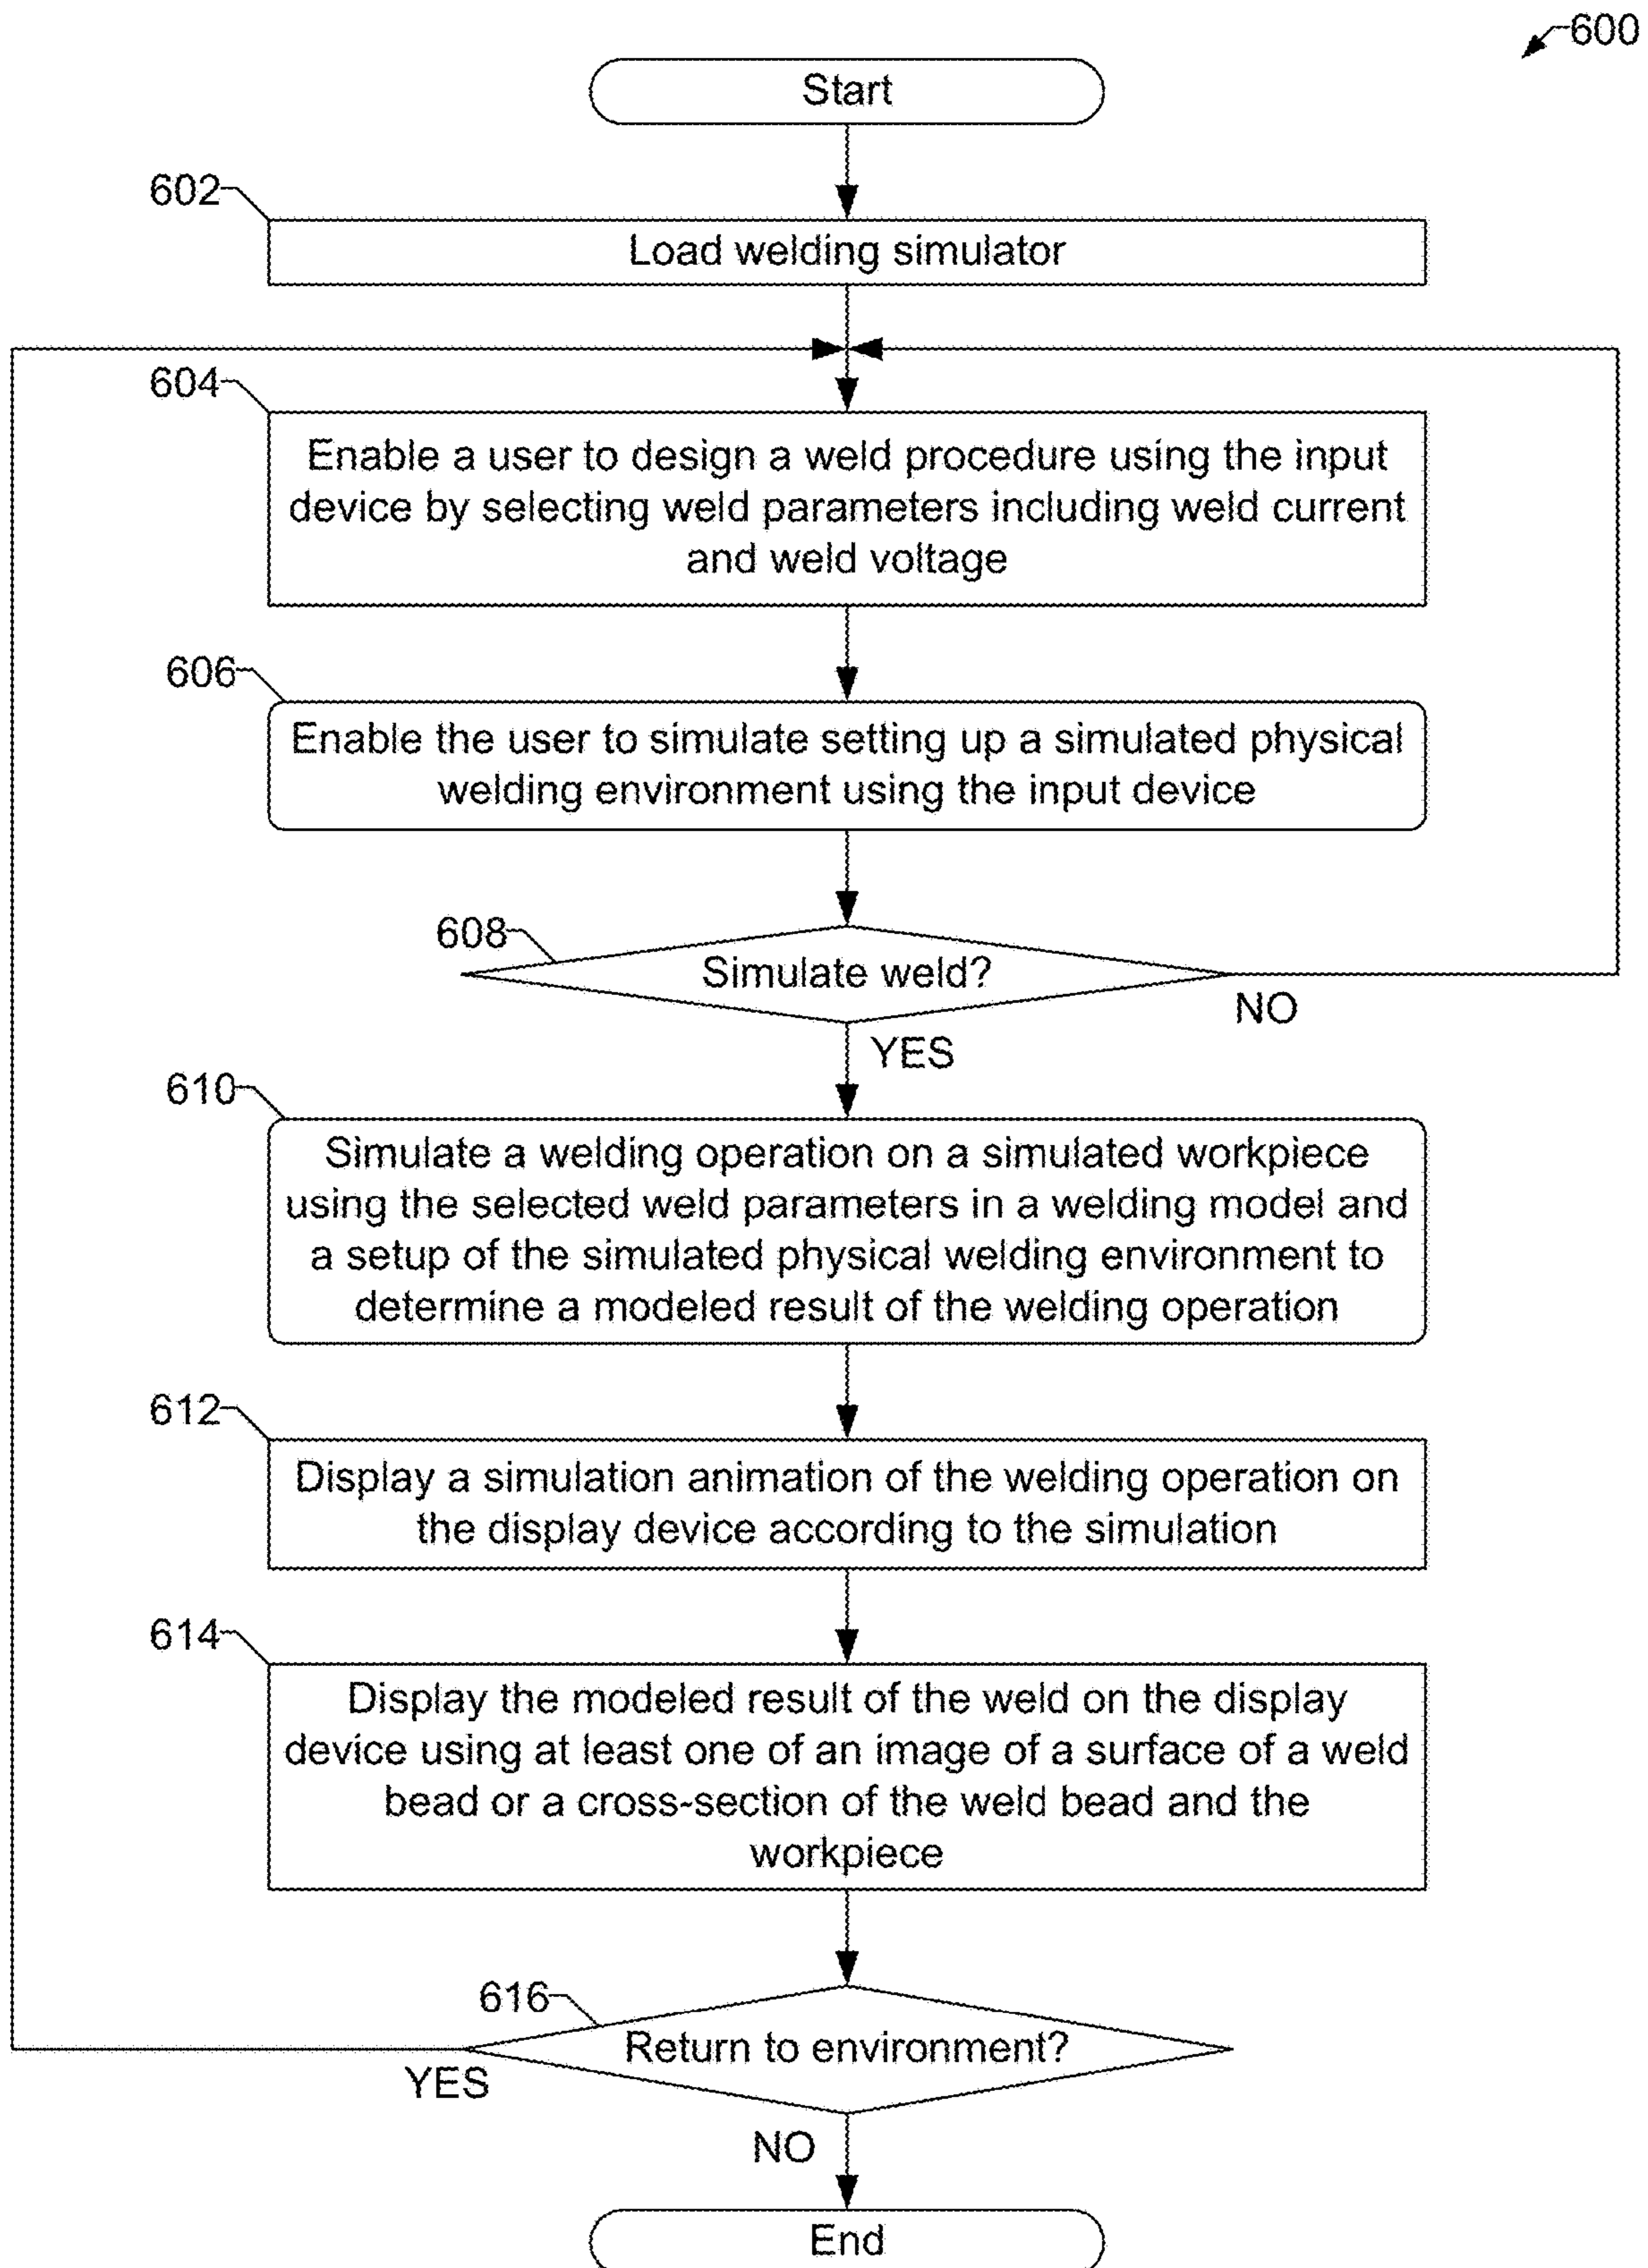 600
Start
602
Load welding simulator
604
Enable a user to design a weld procedure using the input
device by selecting weld parameters including weld current
and weld voltage
606
Enable the user to simulate setting up a simulated physical
welding environment using the input device
608
Simulate weld?
NO
YES
610
Simulate a welding operation on a simulated workpiece
using the selected weld parameters in a welding model and
a setup of the simulated physical welding environment to
determine a modeled result of the welding operation
612
Display a simulation animation of the welding operation on
the display device according to the simulation
614
Display the modeled result of the weld on the display
device using at least one of an image of a surface of a weld
bead or a cross-section of the weld bead and the
workpiece
616
Return to environment?
YES
NO
End